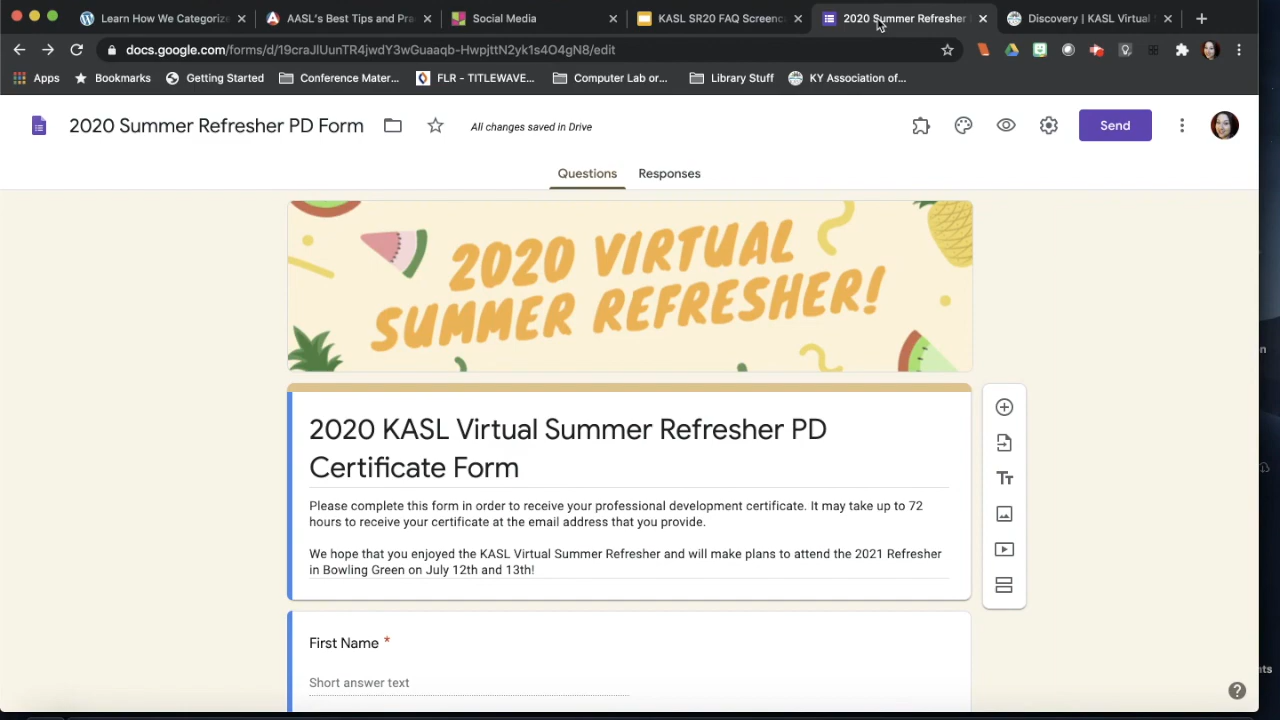 Learn How We Categorize
AASL's Best Tips and Pra
Social Media
KASL SR20 FAQ Screenc
2020 Summer Refresher
Discovery | KASL Virtual
docs.google.com/forms/d/19craJlUunTR4jwdY3wGuaaqb-HwpjttN2yk1s4O4gN8/edit
Apps
Bookmarks
Getting Started
Conference Mater...
FLR - TITLEWAVE...
Computer Lab or...
Library Stuff
KY Association of...
2020 Summer Refresher PD Form
All changes saved in Drive
Send
Questions
Responses
2020 VIRTUAL
SUMMER REFRESHER!
2020 KASL Virtual Summer Refresher PD
Certificate Form
Please complete this form in order to receive your professional development certificate. It may take up to 72
hours to receive your certificate at the email address that you provide.
We hope that you enjoyed the KASL Virtual Summer Refresher and will make plans to attend the 2021 Refresher
in Bowling Green on July 12th and 13th!
First Name *
Short answer text